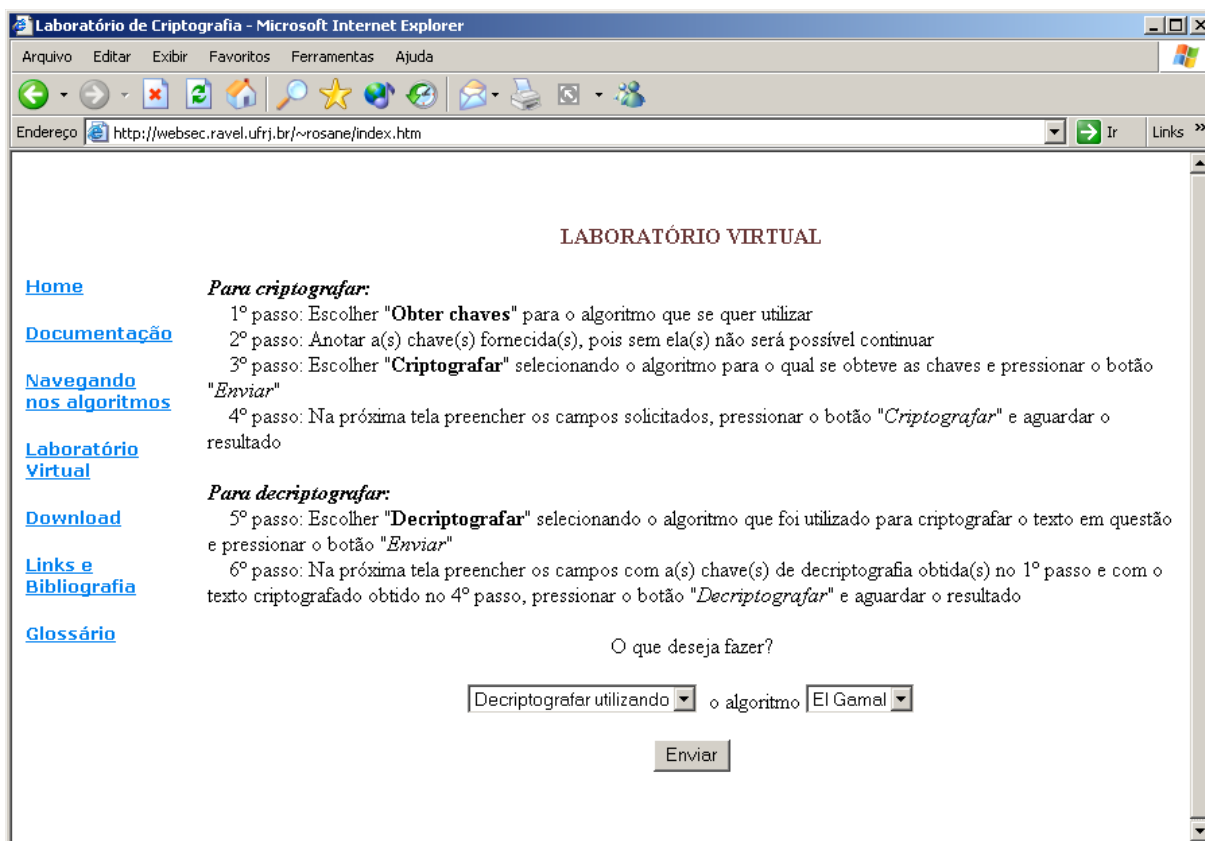 Laboratório de Criptografia - Microsoft Internet Explorer
Arquivo Editar Exibir Favoritos Ferramentas Ajuda
Endereço http://websec.ravel.ufrj.br/~rosane/index.htm Ir Links »
LABORATÓRIO VIRTUAL
Home
Documentação
Navegando
nos algoritmos
Laboratório
Virtual
Download
Links e
Bibliografia
Glossário
Para criptografar:
1º passo: Escolher "Obter chaves" para o algoritmo que se quer utilizar
2º passo: Anotar a(s) chave(s) fornecida(s), pois sem ela(s) não será possível continuar
3º passo: Escolher "Criptografar" selecionando o algoritmo para o qual se obteve as chaves e pressionar o botão
"Enviar"
4º passo: Na próxima tela preencher os campos solicitados, pressionar o botão "Criptografar" e aguardar o
resultado
Para decriptografar:
5º passo: Escolher "Decriptografar" selecionando o algoritmo que foi utilizado para criptografar o texto em questão
e pressionar o botão "Enviar"
6º passo: Na próxima tela preencher os campos com a(s) chave(s) de decriptografia obtida(s) no 1º passo e com o
texto criptografado obtido no 4º passo, pressionar o botão "Decriptografar" e aguardar o resultado
O que deseja fazer?
Decriptografar utilizando o algoritmo El Gamal
Enviar